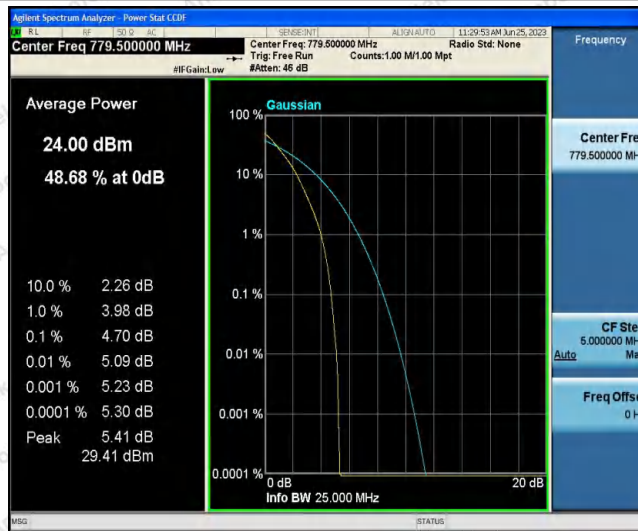 Agilent Spectrum Analyzer - Power Stat CCDF
RL RF 50 Ω AC SENSE:INT ALIGN AUTO 11:29:53 AM Jun 25, 2023
Center Freq 779.500000 MHz
Center Freq: 779.500000 MHz Radio Std: None
Trig: Free Run Counts:1.00 M/1.00 Mpt
#IFGain:Low #Atten: 46 dB
Frequency
Average Power
24.00 dBm
48.68 % at 0dB
10.0 % 2.26 dB
1.0 % 3.98 dB
0.1 % 4.70 dB
0.01 % 5.09 dB
0.001 % 5.23 dB
0.0001 % 5.30 dB
Peak 5.41 dB
29.41 dBm
Gaussian
100 %
10 %
1 %
0.1 %
0.01 %
0.001 %
0.0001 %
0 dB 20 dB
Info BW 25.000 MHz
Center Fre
779.500000 MH
CF Ste
5.000000 MH
Auto Ma
Freq Offse
0 H
MSG STATUS